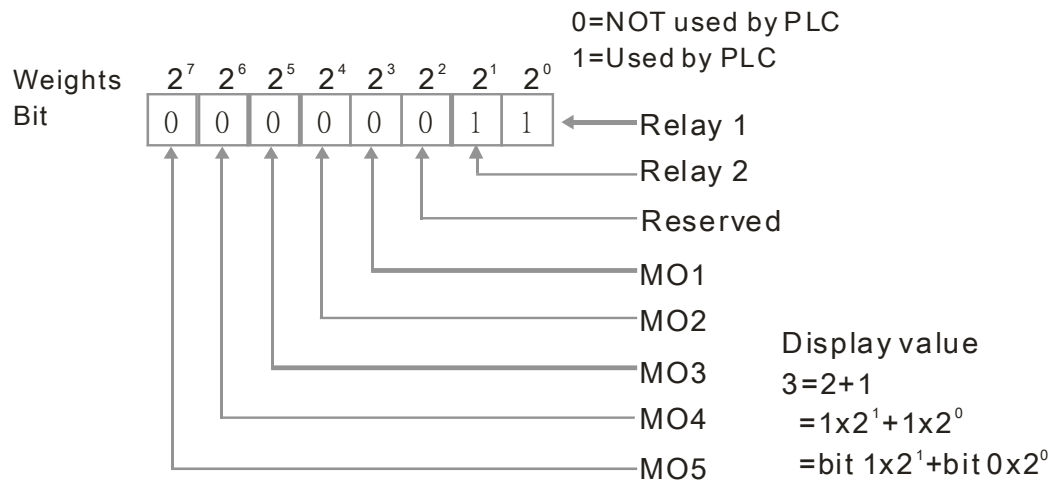 0=NOT used by PLC
1=Used by PLC
Weights 2⁷ 2⁶ 2⁵ 2⁴ 2³ 2² 2¹ 2⁰
Bit 0 0 0 0 0 0 1 1
Relay 1
Relay 2
Reserved
MO1
MO2
MO3
MO4
MO5
Display value
3=2+1
=1x2¹+1x2⁰
=bit 1x2¹+bit 0x2⁰